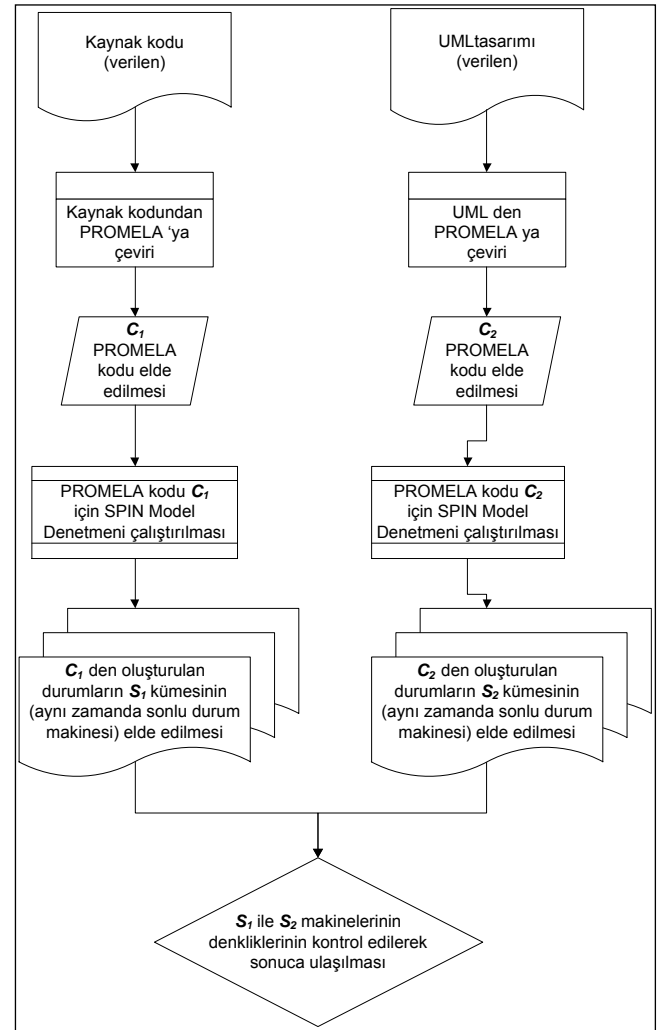 Kaynak kodu
(verilen)
UMLtasarımı
(verilen)
Kaynak kodundan
PROMELA ‘ya
çeviri
UML den
PROMELA ya
çeviri
C1
PROMELA
kodu elde
edilmesi
C2
PROMELA
kodu elde
edilmesi
PROMELA kodu C1
için SPIN Model
Denetmeni çalıştırılması
PROMELA kodu C2
için SPIN Model
Denetmeni çalıştırılması
C1 den oluşturulan
durumların S1 kümesinin
(aynı zamanda sonlu durum
makinesi) elde edilmesi
C2 den oluşturulan
durumların S2 kümesinin
(aynı zamanda sonlu durum
makinesi) elde edilmesi
S1 ile S2 makinelerinin
denkliklerinin kontrol edilerek
sonuca ulaşılması